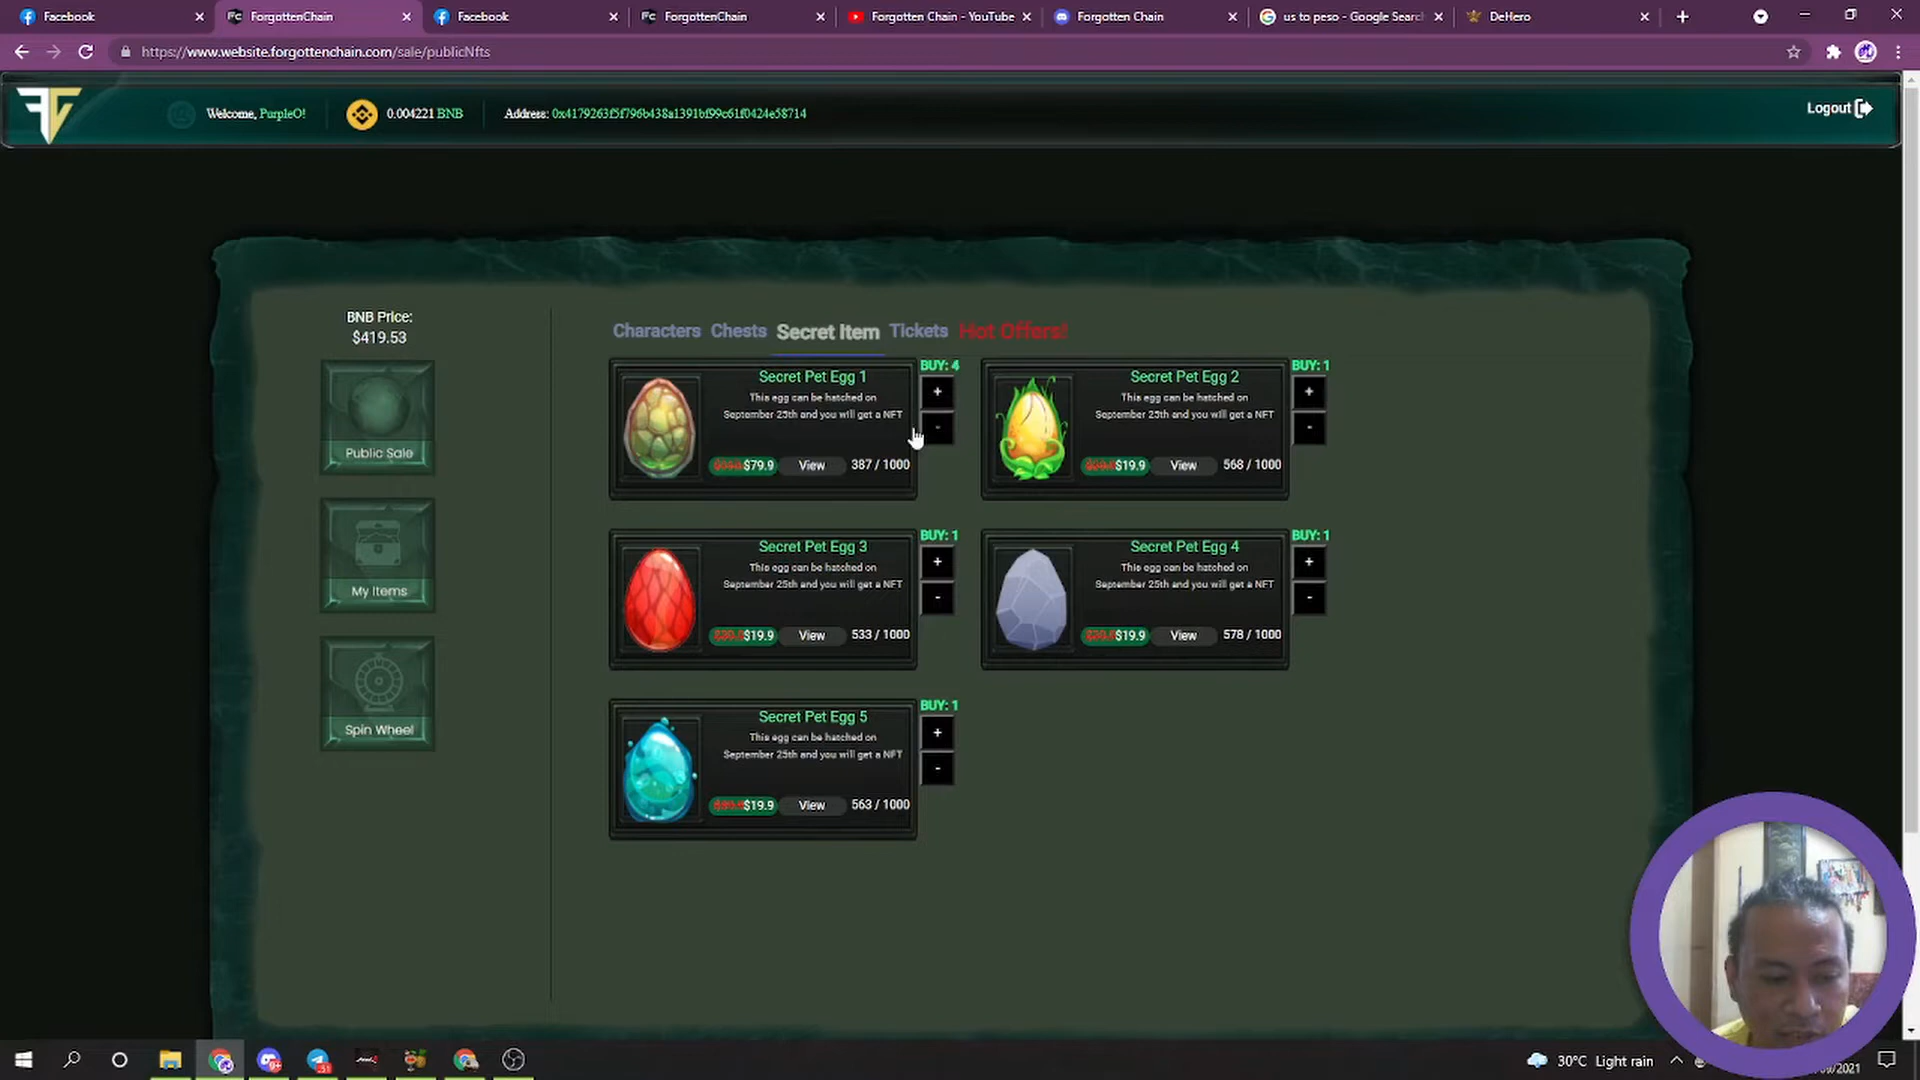 Facebook
ForgottenChain
Facebook
ForgottenChain
Forgotten Chain - YouTube
Forgotten Chain
us to peso - Google Searc
DeHero
https://www.website.forgottenchain.com/sale/publicNfts
Welcome, PurpleO!
0.004221 BNB
Address: 0x4179263f5f796b438a1391bf99c61f0424e58714
Logout
BNB Price:
$419.53
Public Sale
My Items
Spin Wheel
Characters Chests Secret Item Tickets Hot Offers!
Secret Pet Egg 1
This egg can be hatched on
September 25th and you will get a NFT
$79.9 View 387 / 1000
BUY: 4
+
-
Secret Pet Egg 2
This egg can be hatched on
September 25th and you will get a NFT
$19.9 View 568 / 1000
BUY: 1
+
-
Secret Pet Egg 3
This egg can be hatched on
September 25th and you will get a NFT
$19.9 View 533 / 1000
BUY: 1
+
-
Secret Pet Egg 4
This egg can be hatched on
September 25th and you will get a NFT
$19.9 View 578 / 1000
BUY: 1
+
-
Secret Pet Egg 5
This egg can be hatched on
September 25th and you will get a NFT
$19.9 View 563 / 1000
BUY: 1
+
-
30°C Light rain